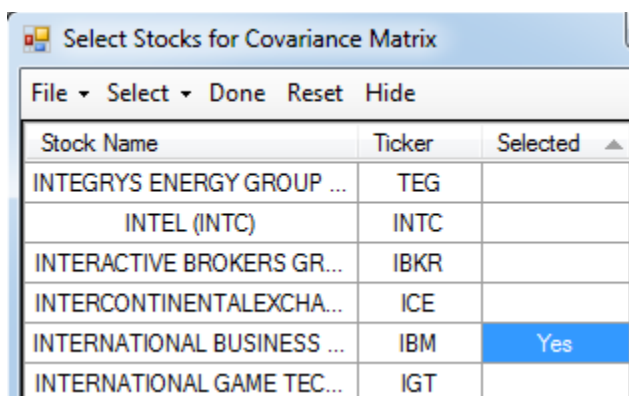 Select Stocks for Covariance Matrix
File Select Done Reset Hide
Stock Name Ticker Selected
INTEGRYS ENERGY GROUP ... TEG
INTEL (INTC) INTC
INTERACTIVE BROKERS GR... IBKR
INTERCONTINENTALEXCHA... ICE
INTERNATIONAL BUSINESS ... IBM Yes
INTERNATIONAL GAME TEC... IGT